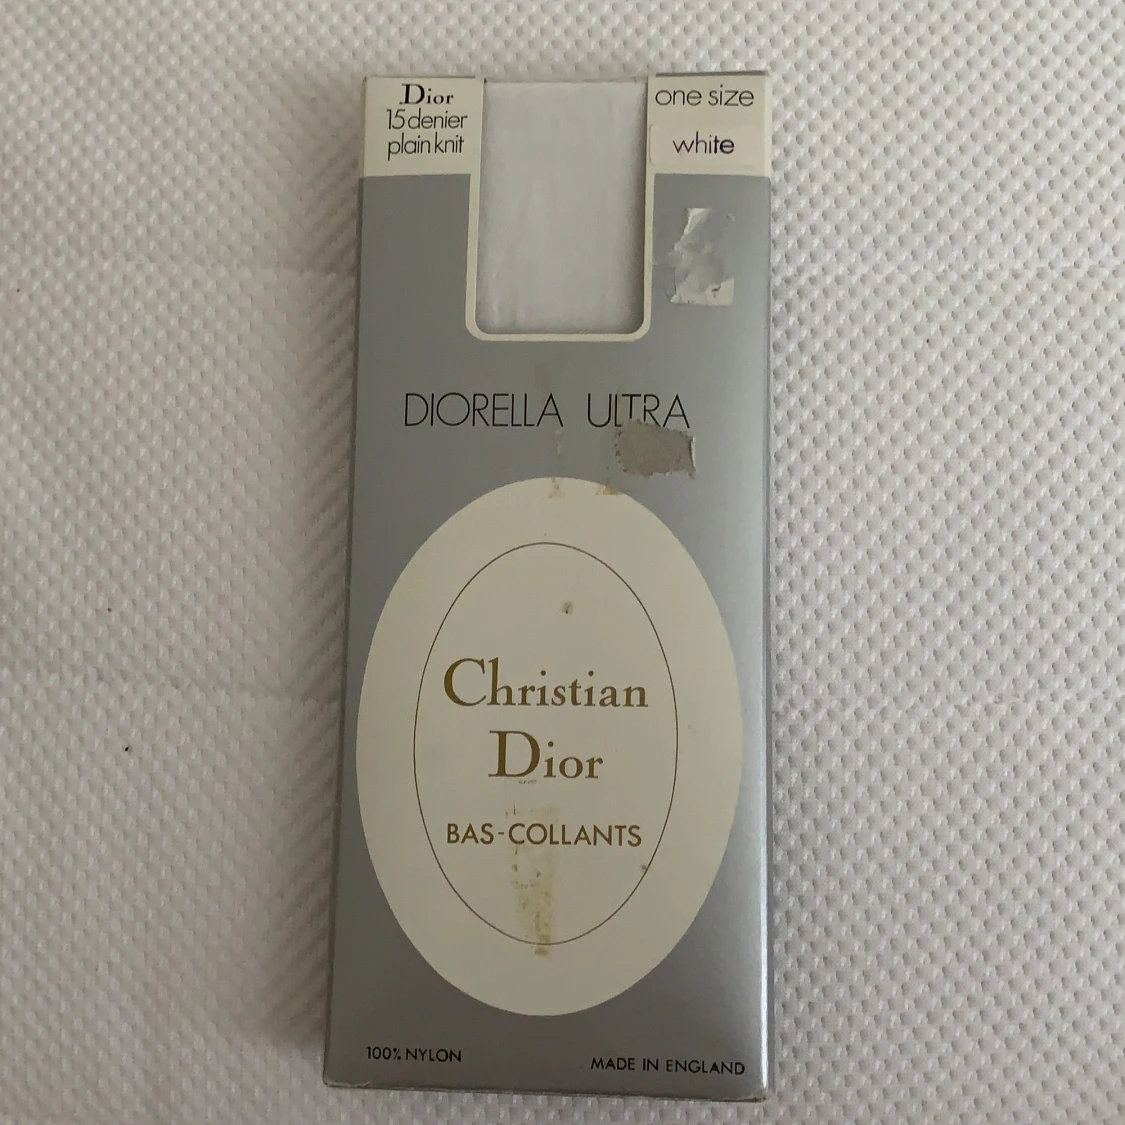 Dior
15 denier
plain knit
one size
white
DIORELLA ULTRA
Christian
Dior
BAS-COLLANTS
100% NYLON
MADE IN ENGLAND